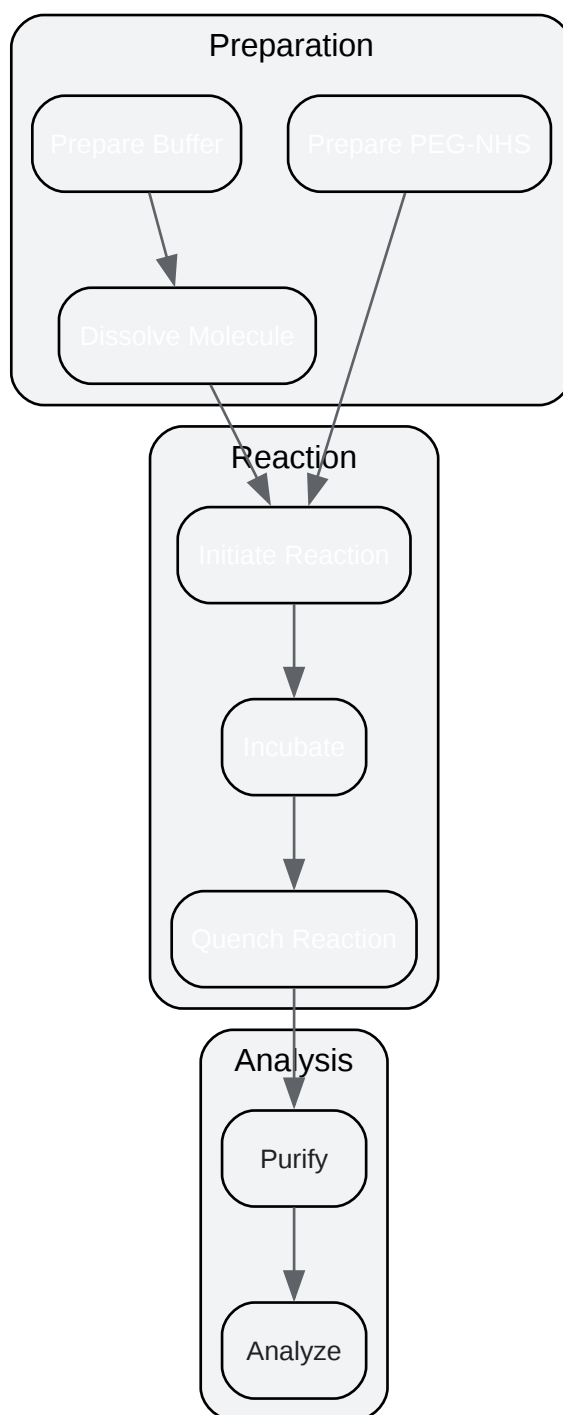 Preparation
Prepare Buffer
Prepare PEG-NHS
Dissolve Molecule
Reaction
Initiate Reaction
Incubate
Quench Reaction
Analysis
Purify
Analyze